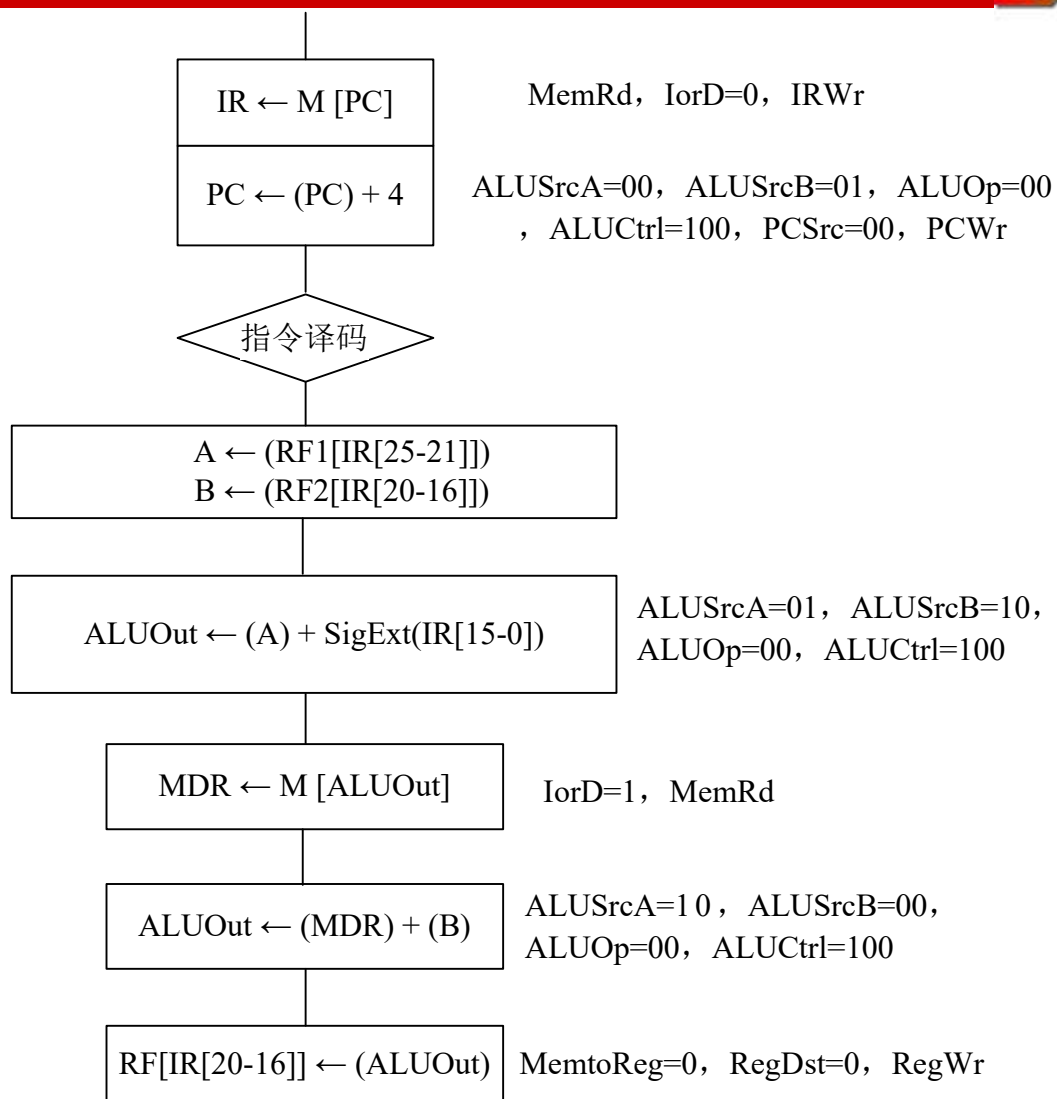 IR ← M [PC]
MemRd，IorD=0，IRWr
PC ← (PC) + 4
ALUSrcA=00，ALUSrcB=01，ALUOp=00
，ALUCtrl=100，PCSrc=00，PCWr
指令译码
A ← (RF1[IR[25-21]])
B ← (RF2[IR[20-16]])
ALUOut ← (A) + SigExt(IR[15-0])
ALUSrcA=01，ALUSrcB=10，
ALUOp=00，ALUCtrl=100
MDR ← M [ALUOut]
IorD=1，MemRd
ALUOut ← (MDR) + (B)
ALUSrcA=10，ALUSrcB=00，
ALUOp=00，ALUCtrl=100
RF[IR[20-16]] ← (ALUOut)
MemtoReg=0，RegDst=0，RegWr